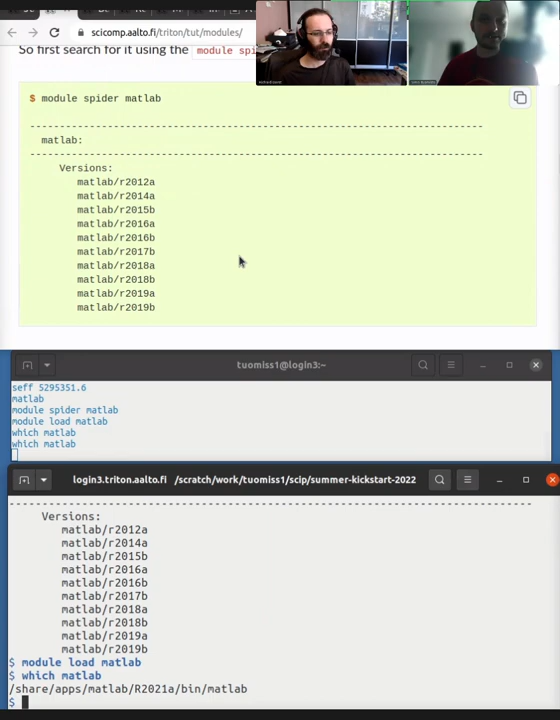 scicomp.aalto.fi/triton/tut/modules/
So first search for it using the module spi
$ module spider matlab
----------------------------------------------------------------
matlab:
----------------------------------------------------------------
Versions:
matlab/r2012a
matlab/r2014a
matlab/r2015b
matlab/r2016a
matlab/r2016b
matlab/r2017b
matlab/r2018a
matlab/r2018b
matlab/r2019a
matlab/r2019b
tuomiss1@login3:~
seff 5295351.6
matlab
module spider matlab
module load matlab
which matlab
which matlab
login3.triton.aalto.fi /scratch/work/tuomiss1/scip/summer-kickstart-2022
----------------------------------------------------------------
Versions:
matlab/r2012a
matlab/r2014a
matlab/r2015b
matlab/r2016a
matlab/r2016b
matlab/r2017b
matlab/r2018a
matlab/r2018b
matlab/r2019a
matlab/r2019b
$ module load matlab
$ which matlab
/share/apps/matlab/R2021a/bin/matlab
$